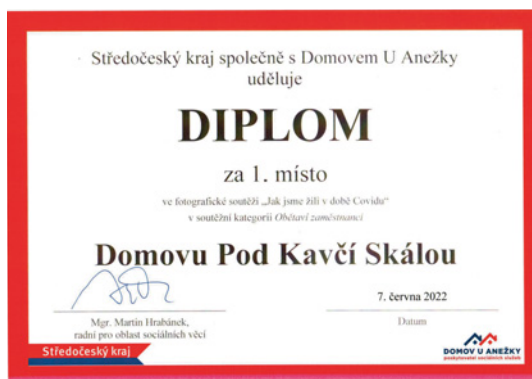 Středočeský kraj společně s Domovem U Anežky
uděluje
DIPLOM
za 1. místo
ve fotografické soutěži „Jak jsme žili v době Covidu“
v soutěžní kategorii Obětaví zaměstnanci
Domovu Pod Kavčí Skálou
7. června 2022
Mgr. Martin Hrabánek,
radní pro oblast sociálních věcí
Datum
Středočeský kraj
DOMOV U ANEŽKY
poskytovatel sociálních služeb